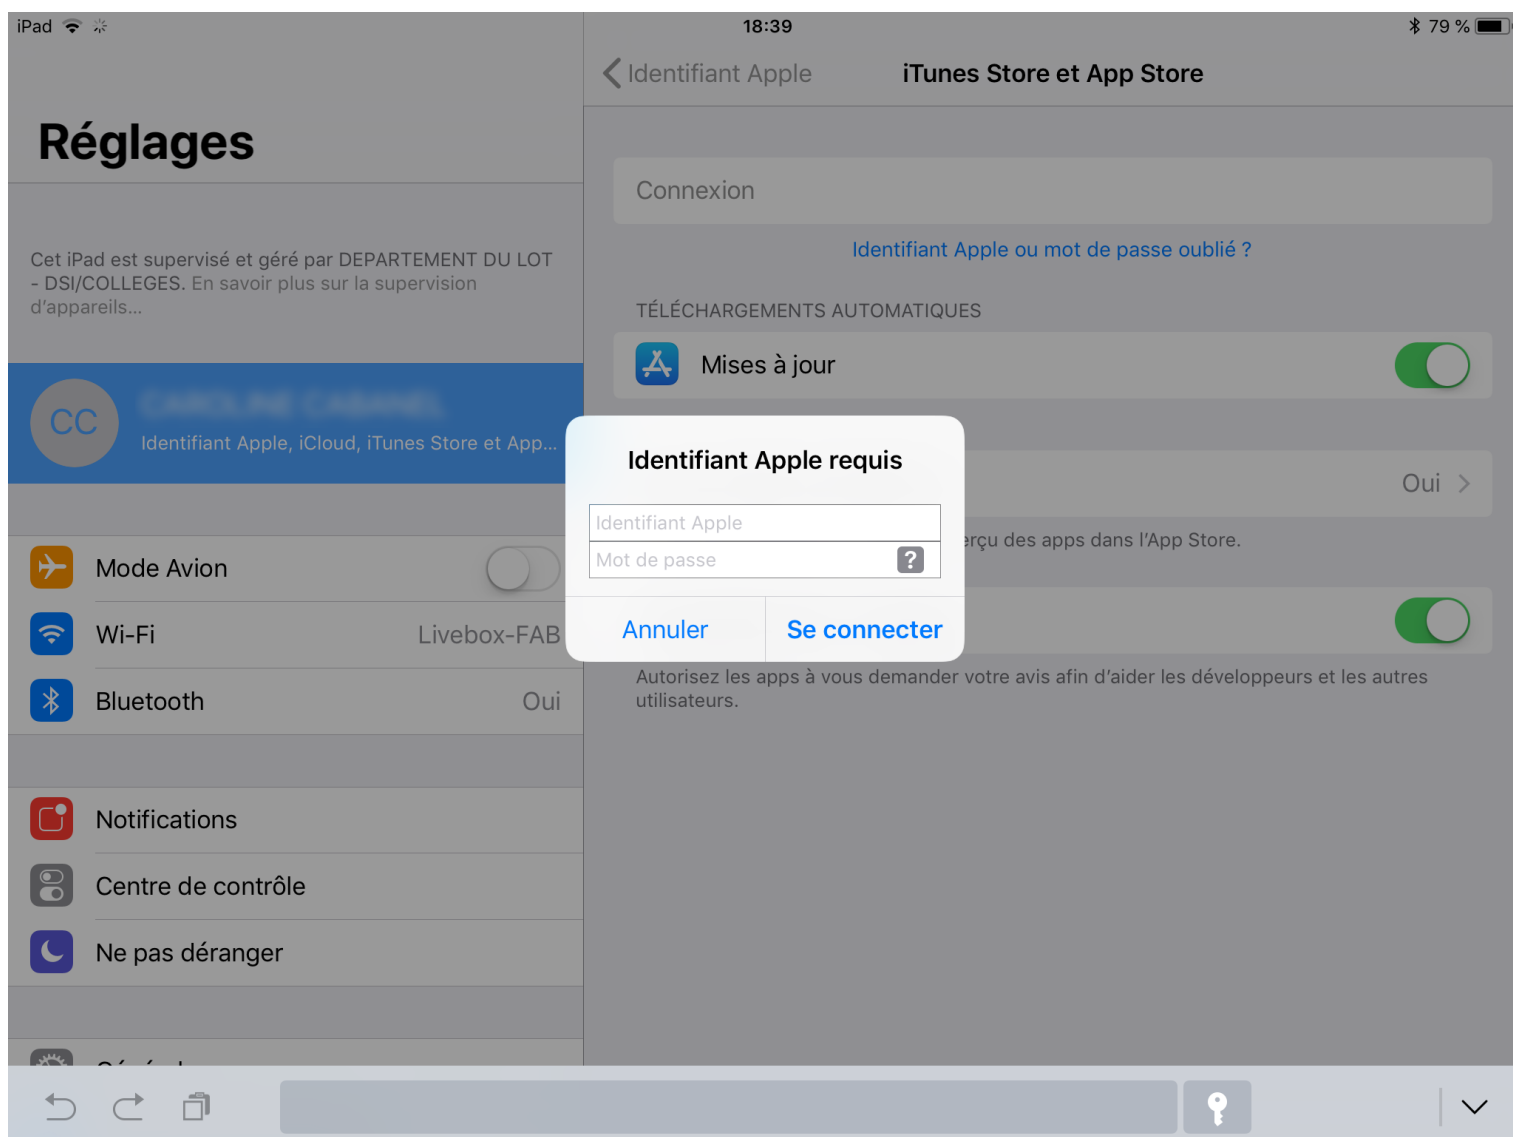 iPad
18:39
79 %
Identifiant Apple
iTunes Store et App Store
Réglages
Connexion
Identifiant Apple ou mot de passe oublié ?
Cet iPad est supervisé et géré par DEPARTEMENT DU LOT
- DSI/COLLEGES. En savoir plus sur la supervision
d'appareils...
TÉLÉCHARGEMENTS AUTOMATIQUES
Mises à jour
CC
Identifiant Apple, iCloud, iTunes Store et App...
Identifiant Apple requis
Identifiant Apple
Mot de passe
?
Annuler
Se connecter
Oui
des apps dans l'App Store.
Autorisez les apps à vous demander votre avis afin d'aider les développeurs et les autres
utilisateurs.
Mode Avion
Wi-Fi
Livebox-FAB
Bluetooth
Oui
Notifications
Centre de contrôle
Ne pas déranger